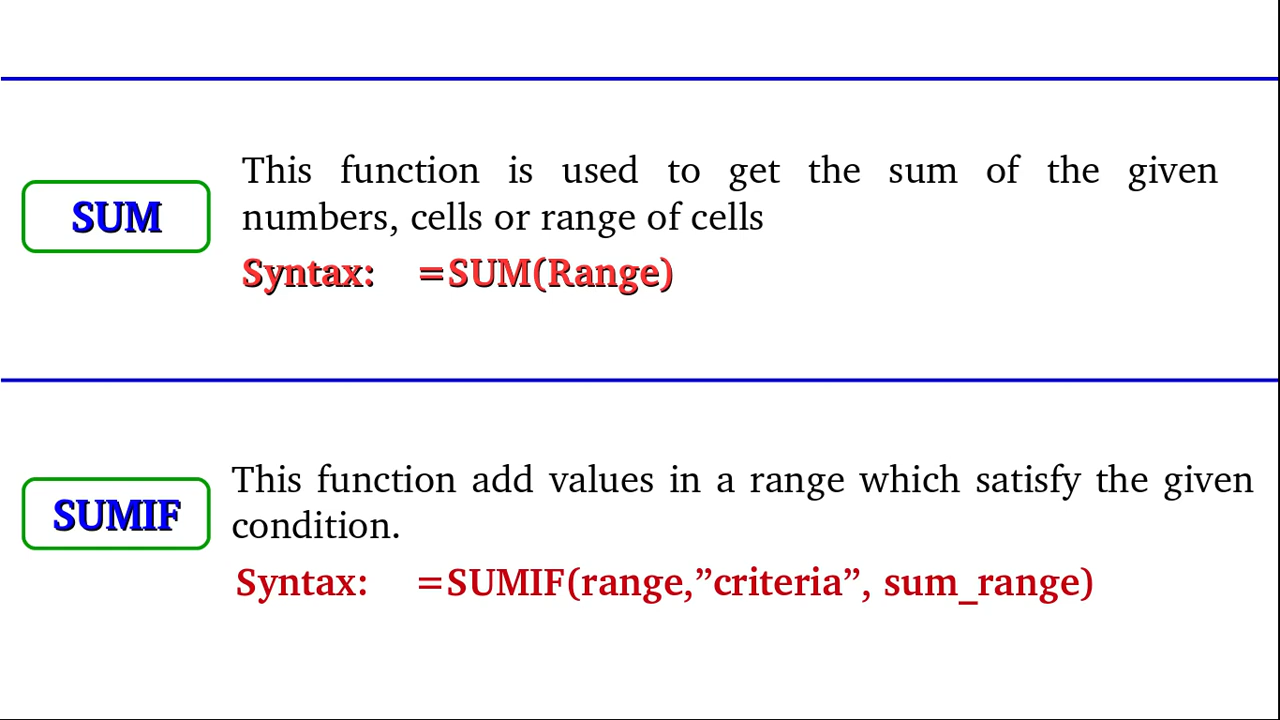 SUM
This function is used to get the sum of the given
numbers, cells or range of cells
Syntax: =SUM(Range)
SUMIF
This function add values in a range which satisfy the given
condition.
Syntax: =SUMIF(range,”criteria”, sum_range)